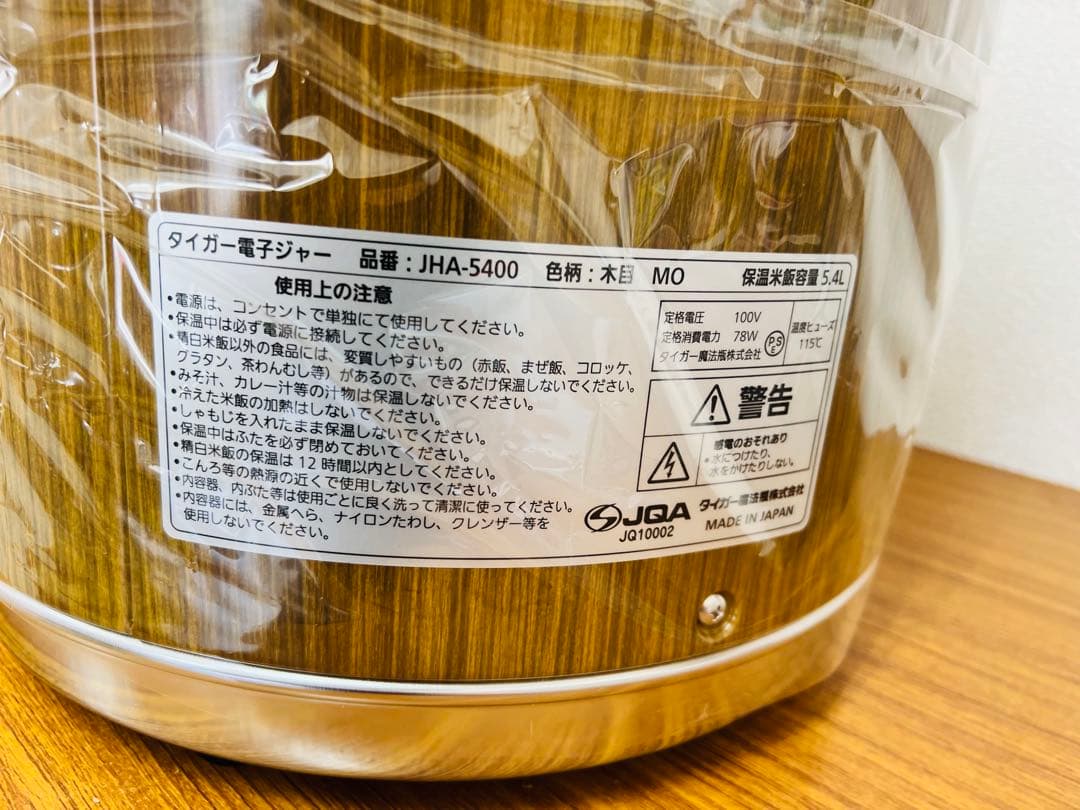 タイガー電子ジャー 品番：JHA-5400 色柄：木目 MO 保温米飯容量 5.4L
使用上の注意
•電源は、コンセントで単独にて使用してください。
•保温中は必ず電源に接続してください。
•精白米飯以外の食品には、変質しやすいもの（赤飯、まぜ飯、コロッケ、
グラタン、茶わんむし等）があるので、できるだけ保温しないでください。
•みそ汁、カレー汁等の汁物は保温しないでください。
•冷えた米飯の加熱はしないでください。
•しゃもじを入れたまま保温しないでください。
•保温中はふたを必ず閉めておいてください。
•精白米飯の保温は12時間以内としてください。
•こんろ等の熱源の近くで使用しないでください。
•内容器、内ぶた等は使用ごとに良く洗って清潔に使ってください。
•内容器には、金属へら、ナイロンたわし、クレンザー等を
使用しないでください。
定格電圧 100V
定格消費電力 78W
タイガー魔法瓶株式会社
PSE
温度ヒューズ
115℃
警告
感電のおそれあり
•水につけたり、
水をかけたりしない。
JQA
JQ10002
タイガー魔法瓶株式会社
MADE IN JAPAN